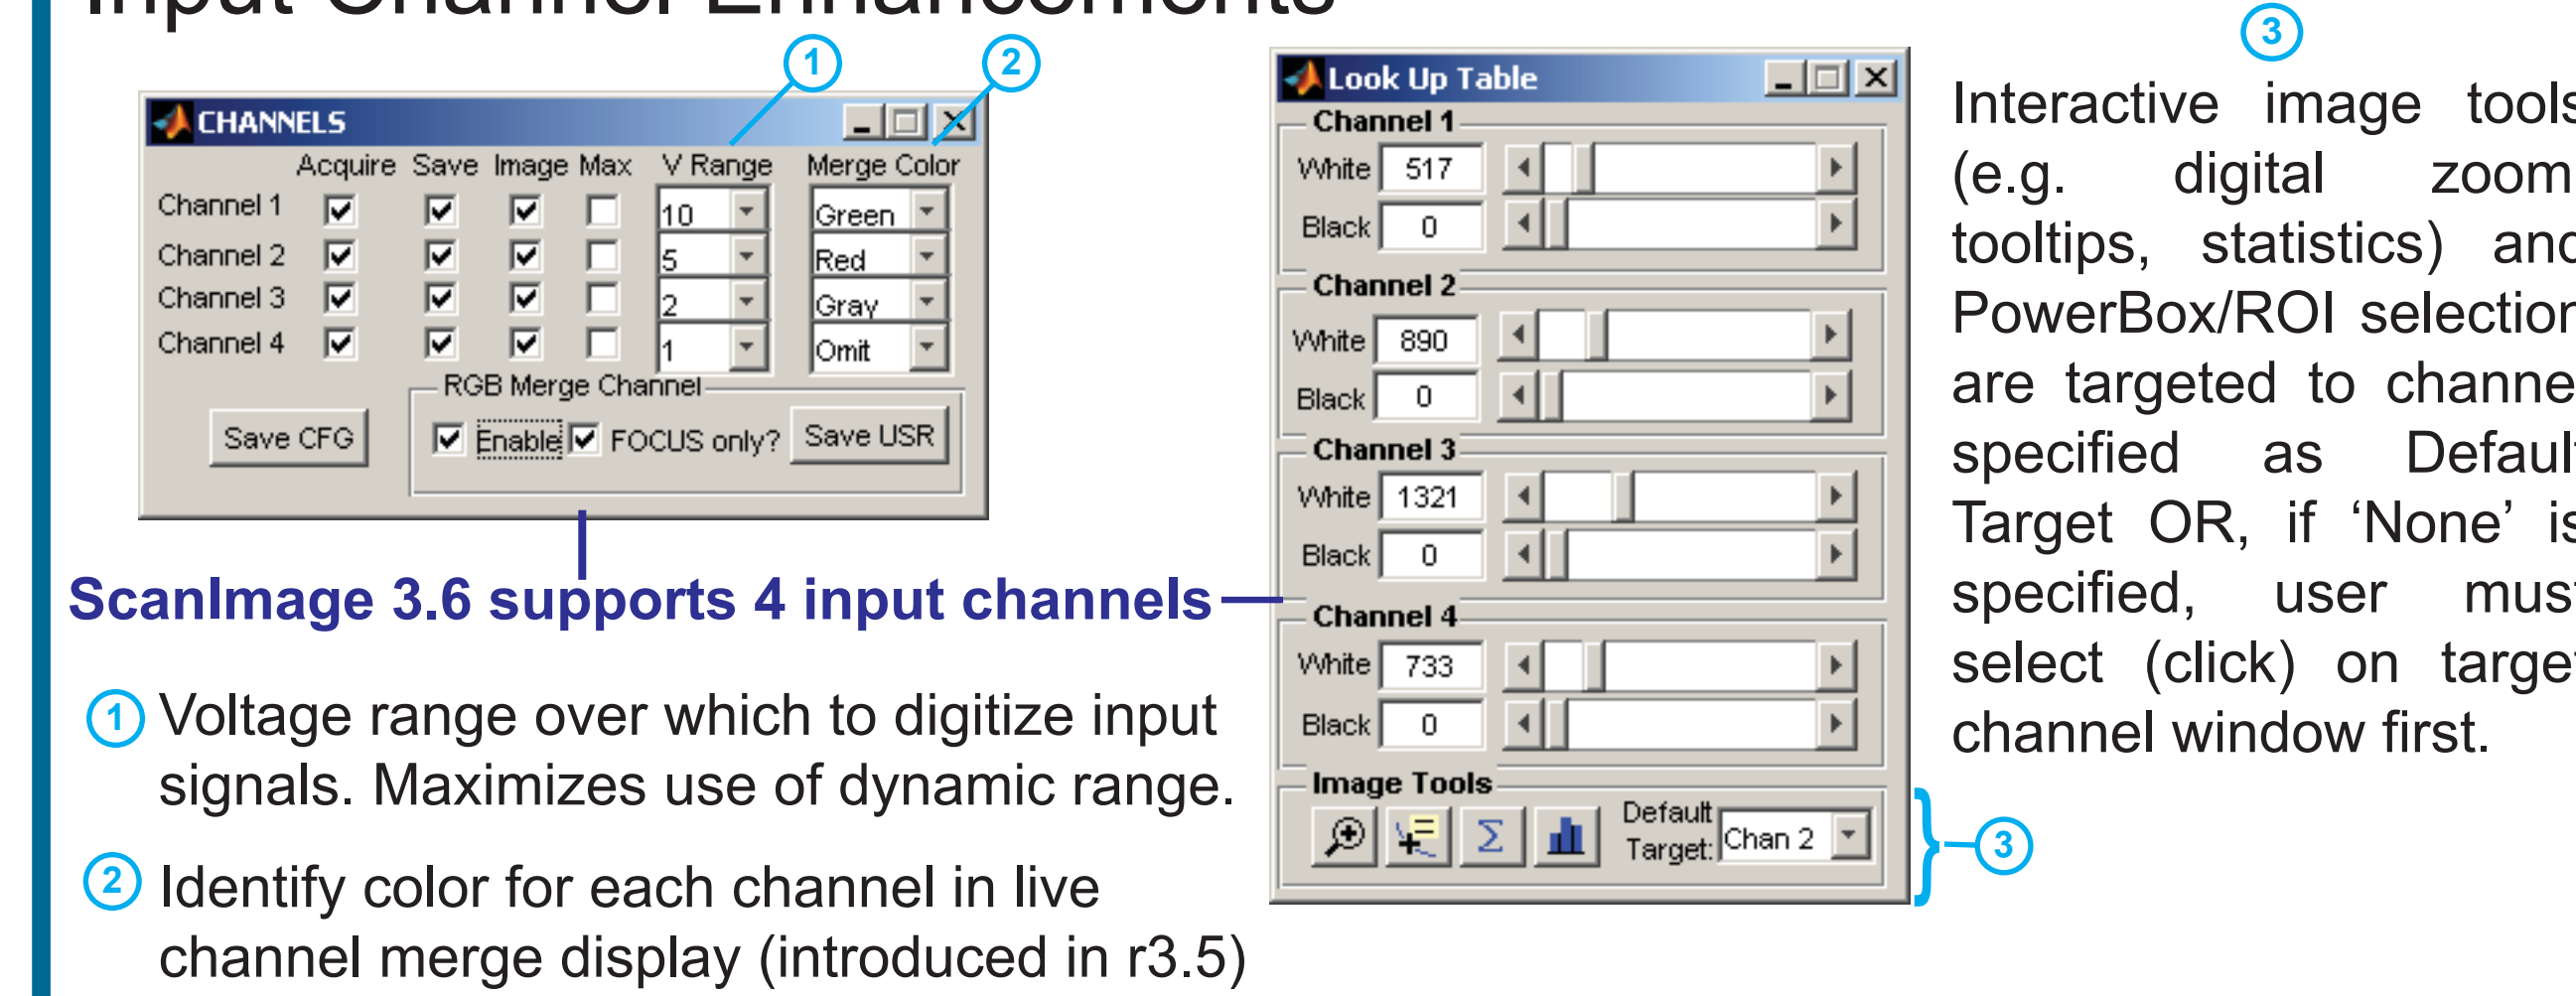 Input Channel Enhancements
1
2
CHANNELS
Acquire Save Image Max V Range Merge Color
Channel 1 10 Green
Channel 2 5 Red
Channel 3 2 Gray
Channel 4 1 Omit
RGB Merge Channel
Save CFG Enable FOCUS only? Save USR
ScanImage 3.6 supports 4 input channels
1 Voltage range over which to digitize input
signals. Maximizes use of dynamic range.
2 Identify color for each channel in live
channel merge display (introduced in r3.5)
Look Up Table
Channel 1
White 517
Black 0
Channel 2
White 890
Black 0
Channel 3
White 1321
Black 0
Channel 4
White 733
Black 0
Image Tools
Σ Default
Target: Chan 2
3
3
Interactive image tools
(e.g. digital zoom,
tooltips, statistics) and
PowerBox/ROI selection
are targeted to channel
specified as Default
Target OR, if ‘None’ is
specified, user must
select (click) on target
channel window first.